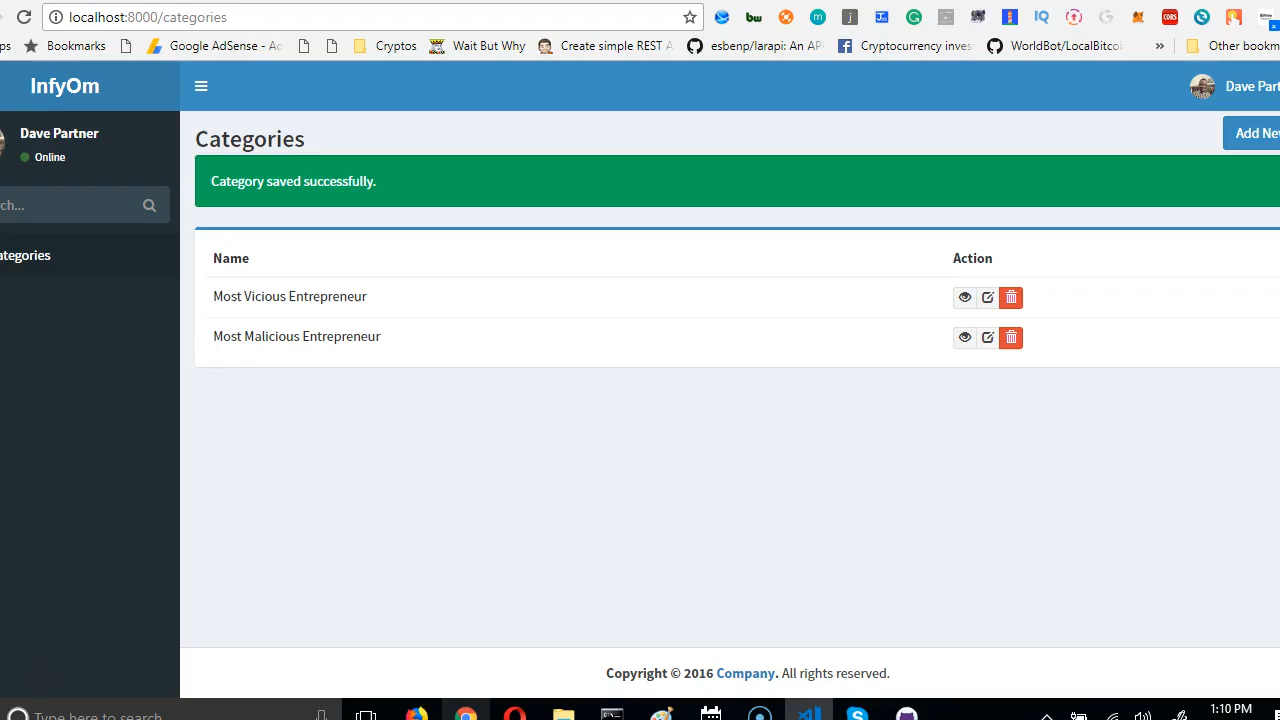 localhost:8000/categories
ps Bookmarks Google AdSense - Ac Cryptos Wait But Why Create simple REST A esbenp/larapi: An AP Cryptocurrency inves WorldBot/LocalBitcoi » Other bookm
InfyOm
Dave Part
Dave Partner
Online
ch...
ategories
Categories
Add Nev
Category saved successfully.
Name Action
Most Vicious Entrepreneur
Most Malicious Entrepreneur
Copyright © 2016 Company. All rights reserved.
Type here to search
1:10 PM